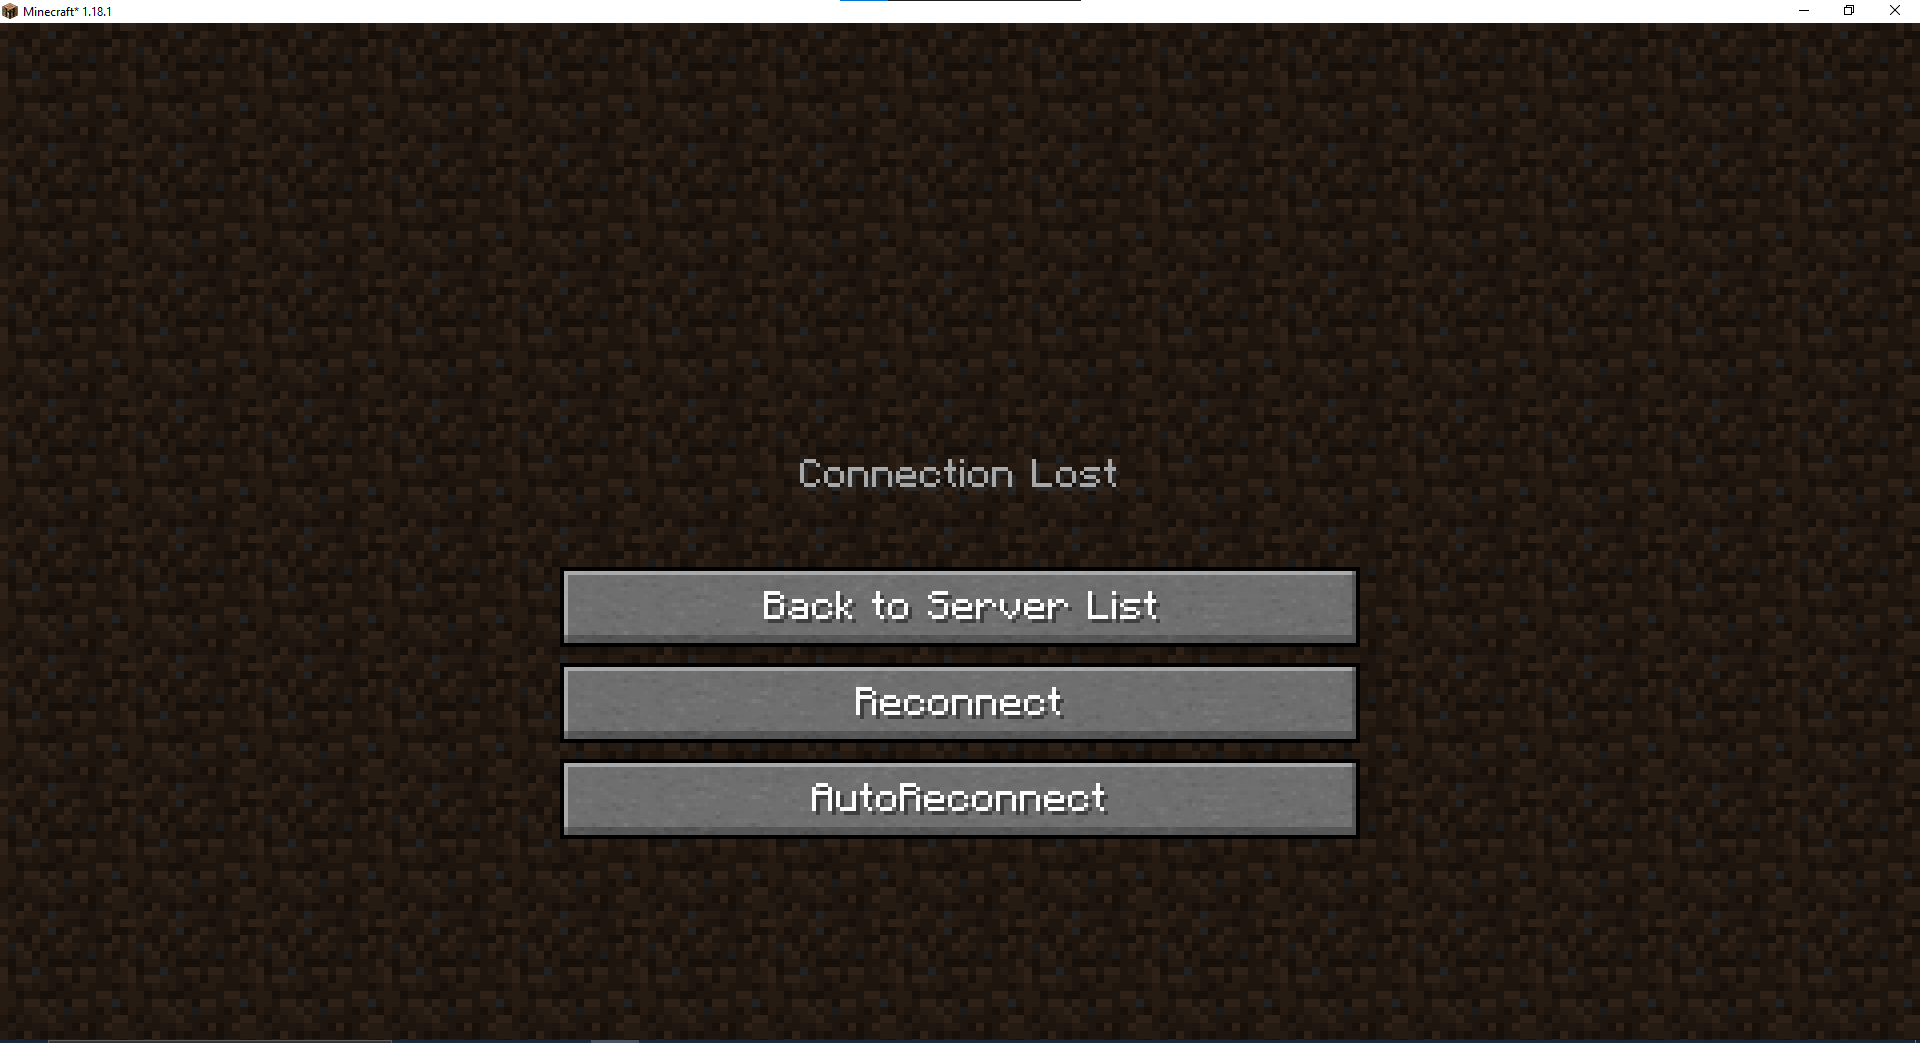 Minecraft* 1.18.1
Connection Lost
Back to Server List
Reconnect
AutoReconnect